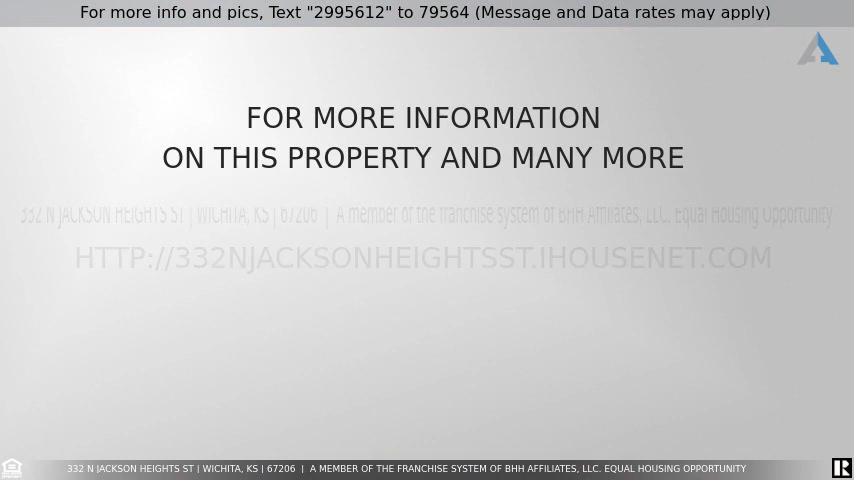 For more info and pics, Text "2995612" to 79564 (Message and Data rates may apply)
FOR MORE INFORMATION
ON THIS PROPERTY AND MANY MORE
332 N JACKSON HEIGHTS ST | WICHITA, KS | 67206 | A member of the franchise system of BHH Affiliates, LLC. Equal Housing Opportunity
HTTP://332NJACKSONHEIGHTSST.IHOUSENET.COM
332 N JACKSON HEIGHTS ST | WICHITA, KS | 67206 | A MEMBER OF THE FRANCHISE SYSTEM OF BHH AFFILIATES, LLC. EQUAL HOUSING OPPORTUNITY